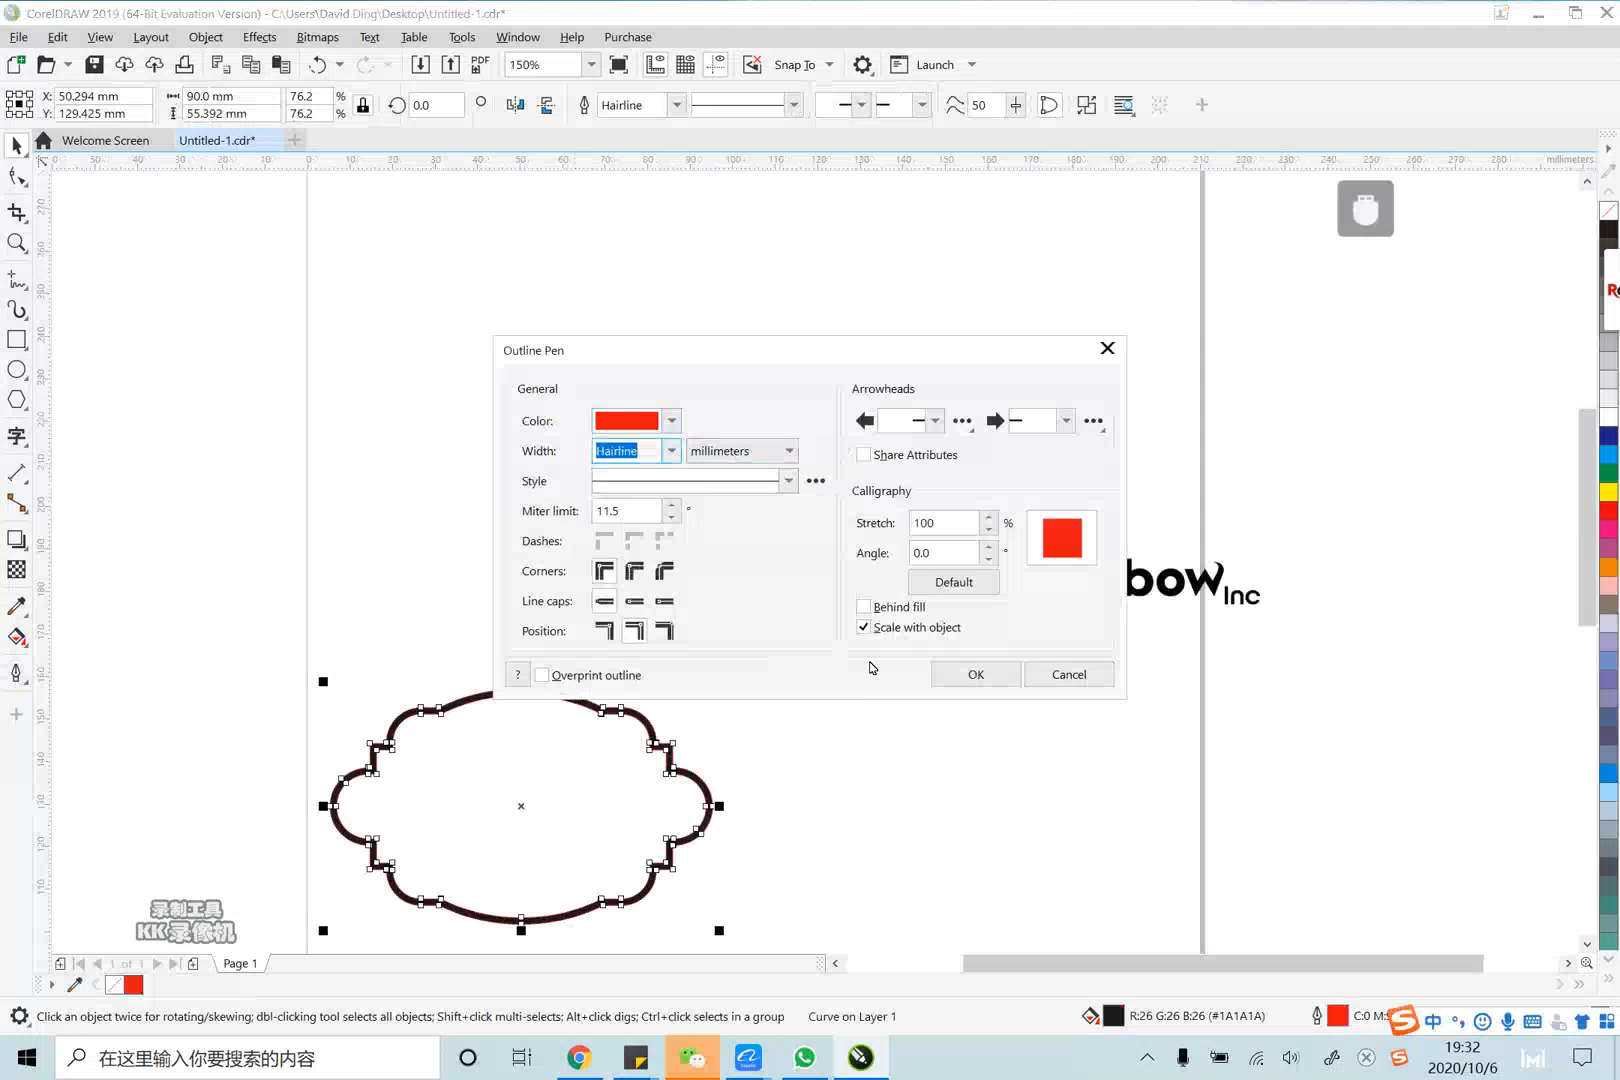 CorelDRAW 2019 (64-Bit Evaluation Version) - C:\Users\David Ding\Desktop\Untitled-1.cdr*
File Edit View Layout Object Effects Bitmaps Text Table Tools Window Help Purchase
PDF 150% Snap To Launch
X: 50.294 mm 90.0 mm 76.2 % 0.0 Hairline 50
Y: 129.425 mm 55.392 mm 76.2 %
Welcome Screen Untitled-1.cdr*
millimeters
Outline Pen
General
Color:
Width: Hairline millimeters
Style
Miter limit: 11.5 °
Dashes:
Corners:
Line caps:
Position:
? Overprint outline
Arrowheads
Share Attributes
Calligraphy
Stretch: 100 %
Angle: 0.0 °
Default
Behind fill
Scale with object
OK Cancel
bow Inc
录制工具
KK 录像机
1 of 1 Page 1
Click an object twice for rotating/skewing; dbl-clicking tool selects all objects; Shift+click multi-selects; Alt+click digs; Ctrl+click selects in a group Curve on Layer 1 R:26 G:26 B:26 (#1A1A1A) C:0 M:
中
在这里输入你要搜索的内容
19:32
2020/10/6